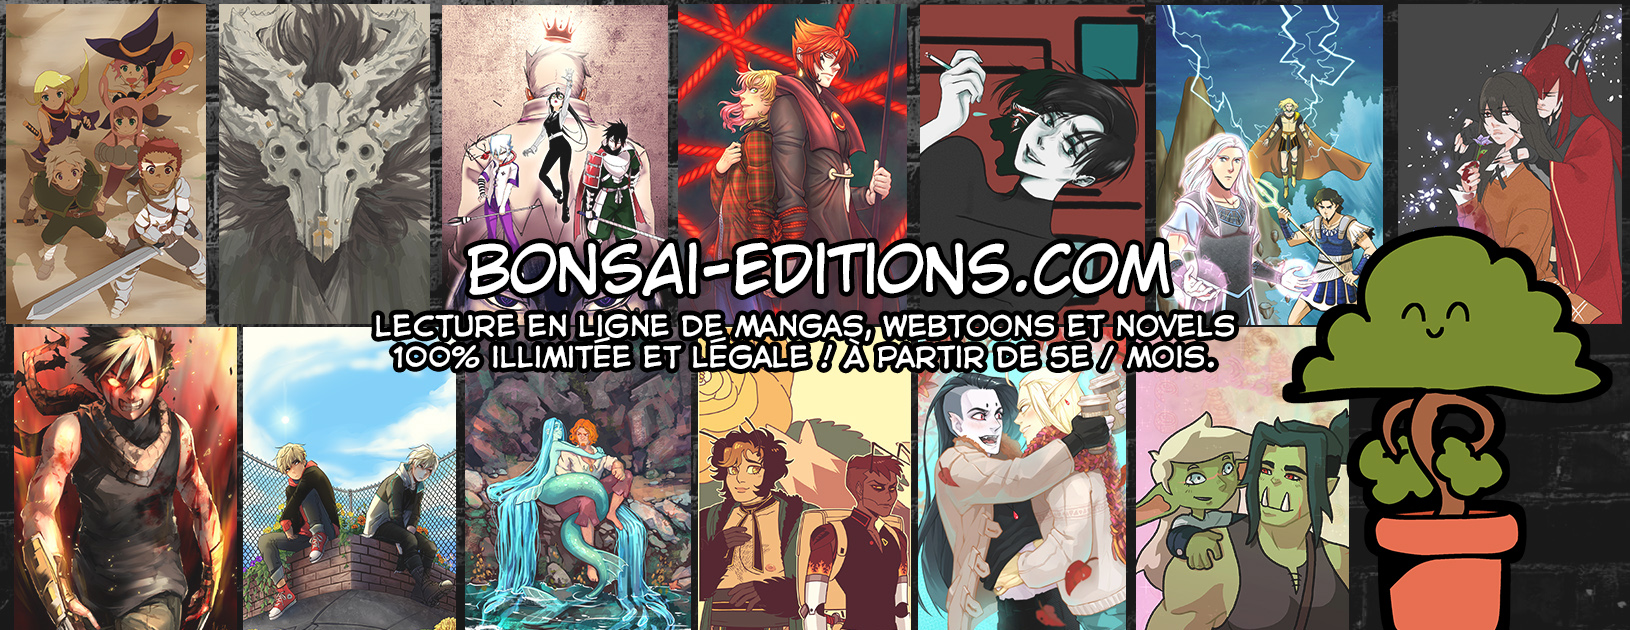 BONSAI-EDITIONS.COM
LECTURE EN LIGNE DE MANGAS, WEBTOONS ET NOVELS
100% ILLIMITÉE ET LÉGALE ! À PARTIR DE 5E / MOIS.